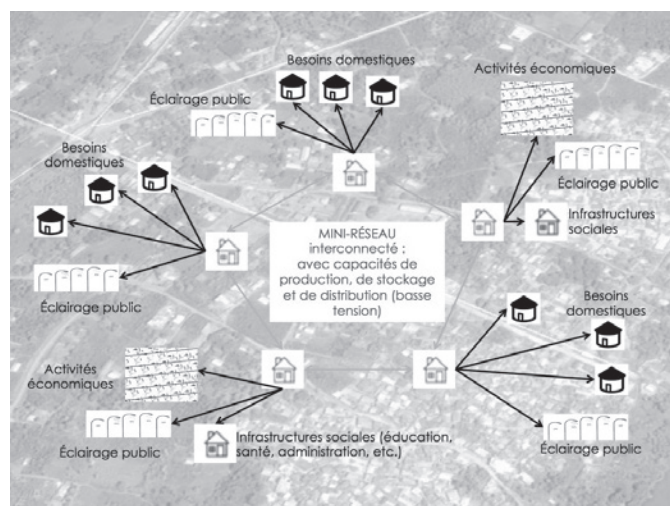 Besoins domestiques
Éclairage public
Activités économiques
Éclairage public
Infrastructures
sociales
Besoins
domestiques
Éclairage public
MINI-RÉSEAU
interconnecté :
avec capacités de
production, de stockage
et de distribution (basse
tension)
Besoins
domestiques
Éclairage public
Activités
économiques
Éclairage public
Infrastructures sociales (éducation,
santé, administration, etc.)